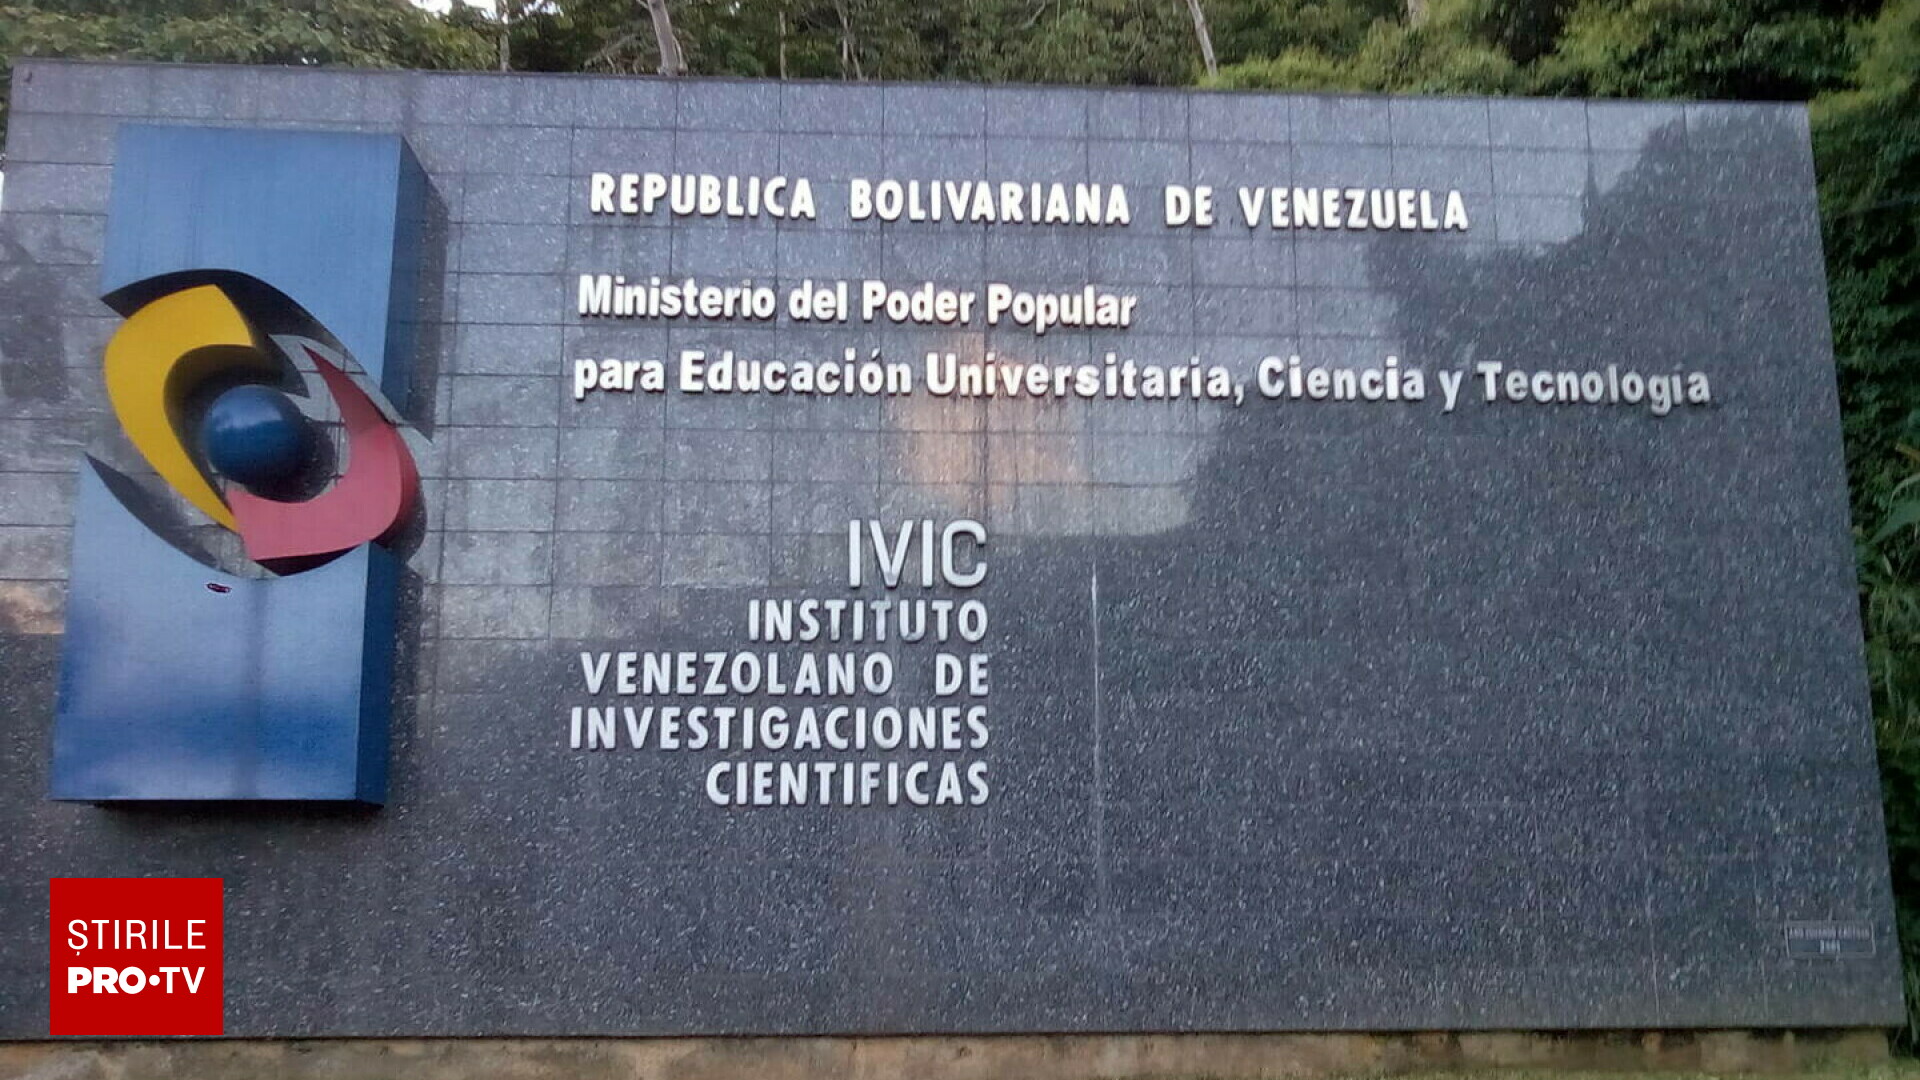 REPUBLICA BOLIVARIANA DE VENEZUELA
Ministerio del Poder Popular
para Educación Universitaria, Ciencia y Tecnología
IVIC
INSTITUTO
VENEZOLANO DE
INVESTIGACIONES
CIENTIFICAS
ȘTIRILE
PRO•TV